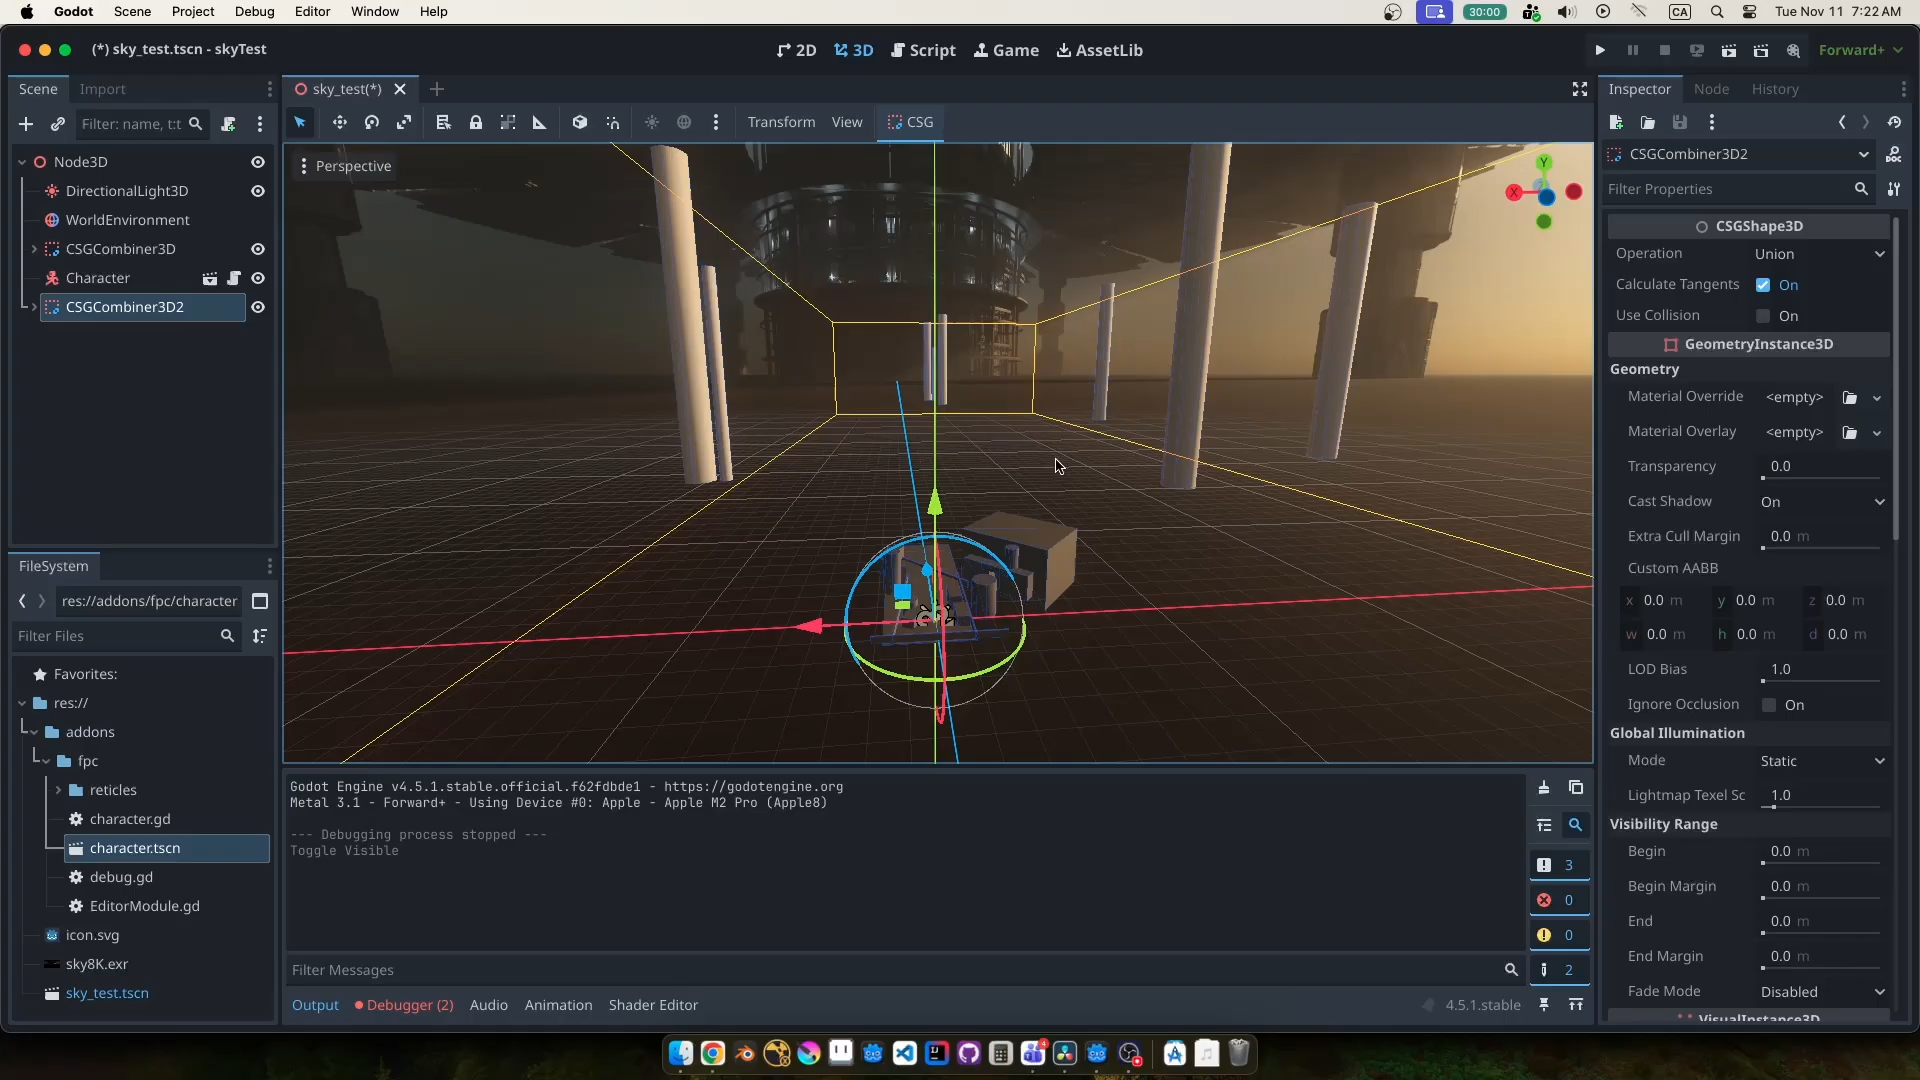 Godot Scene Project Debug Editor Window Help
30:00 CA Tue Nov 11 7:22 AM
(*) sky_test.tscn - skyTest
2D 3D Script Game AssetLib
Forward+
Scene Import
Filter: name, t:t
Node3D
DirectionalLight3D
WorldEnvironment
CSGCombiner3D
Character
CSGCombiner3D2
FileSystem
res://addons/fpc/character
Filter Files
Favorites:
res://
addons
fpc
reticles
character.gd
character.tscn
debug.gd
EditorModule.gd
icon.svg
sky8K.exr
sky_test.tscn
sky_test(*)
Transform View CSG
Perspective
Y
X
Godot Engine v4.5.1.stable.official.f62fdbde1 - https://godotengine.org
Metal 3.1 - Forward+ - Using Device #0: Apple - Apple M2 Pro (Apple8)
--- Debugging process stopped ---
Toggle Visible
3
0
0
2
Filter Messages
Output Debugger (2) Audio Animation Shader Editor
4.5.1.stable
Inspector Node History
CSGCombiner3D2
DOC
Filter Properties
CSGShape3D
Operation Union
Calculate Tangents On
Use Collision On
GeometryInstance3D
Geometry
Material Override <empty>
Material Overlay <empty>
Transparency 0.0
Cast Shadow On
Extra Cull Margin 0.0 m
Custom AABB
x 0.0 m y 0.0 m z 0.0 m
w 0.0 m h 0.0 m d 0.0 m
LOD Bias 1.0
Ignore Occlusion On
Global Illumination
Mode Static
Lightmap Texel Sc 1.0
Visibility Range
Begin 0.0 m
Begin Margin 0.0 m
End 0.0 m
End Margin 0.0 m
Fade Mode Disabled
VisualInstance3D
4